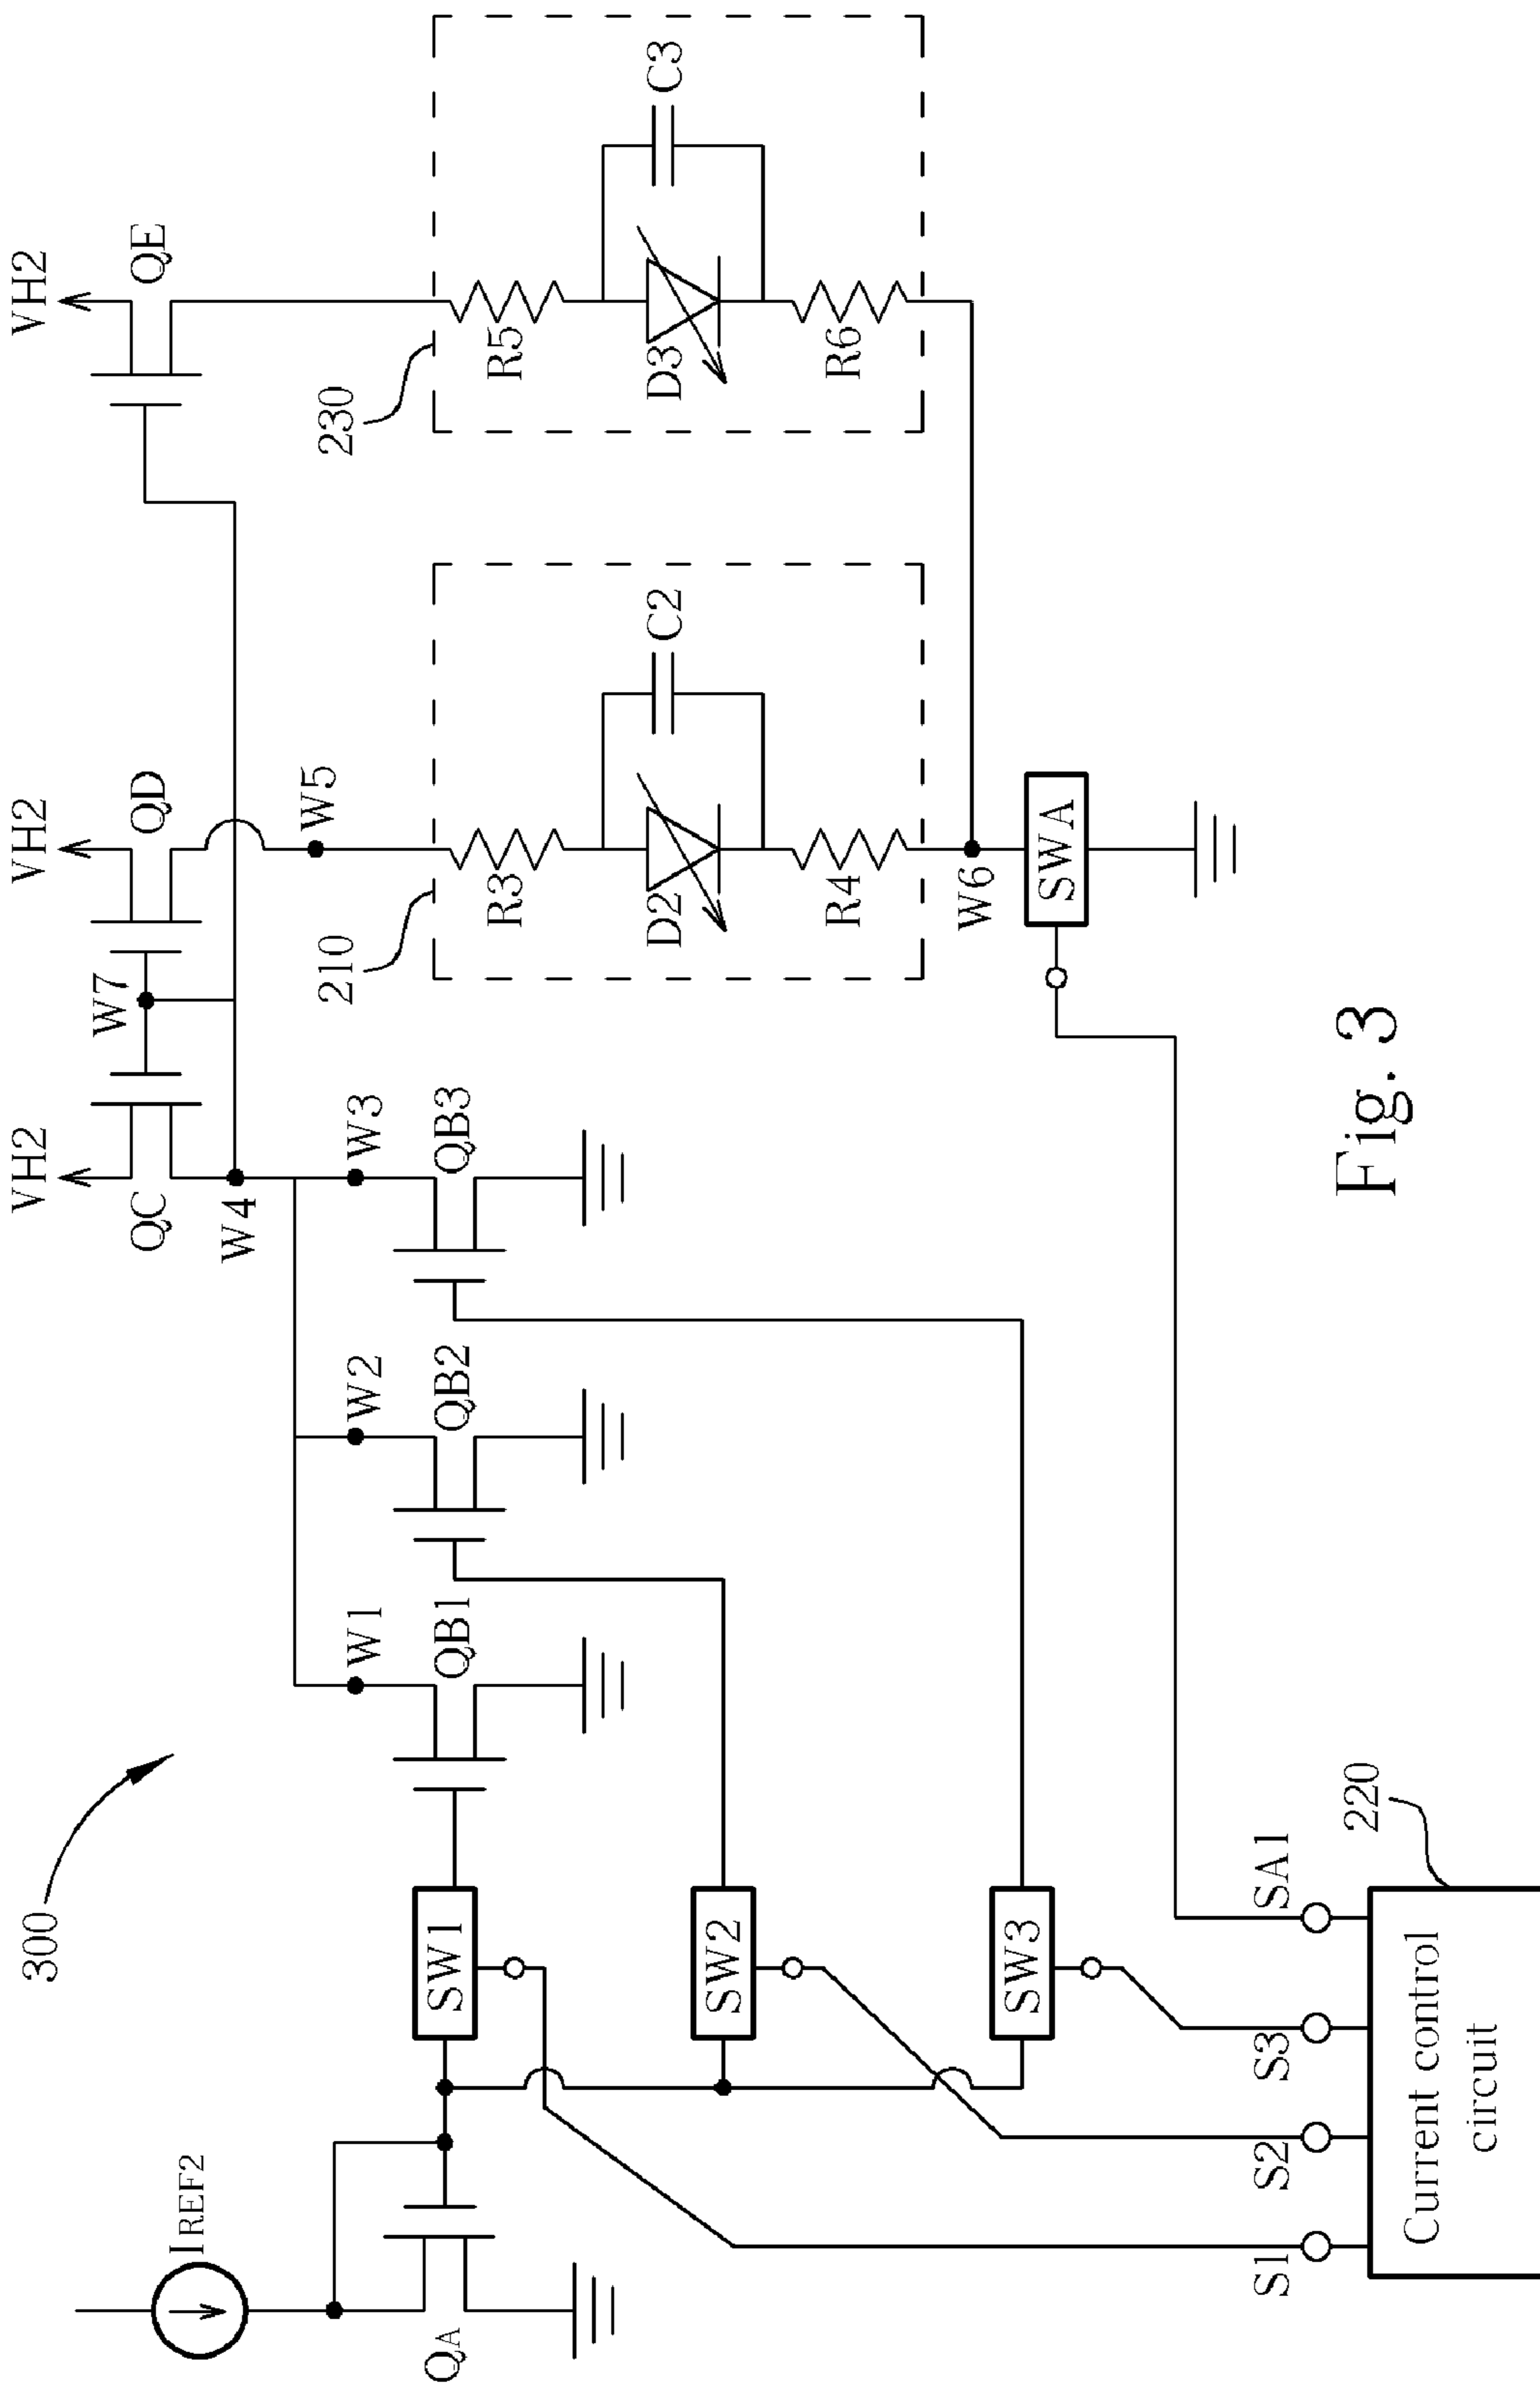 300
VH2
VH2
VH2
QC
W7
QD
QE
W4
W5
IREF2
W1
W2
W3
210
230
QA
SW1
QB1
QB2
QB3
R3
R5
D2
C2
D3
C3
SW2
R4
R6
W6
SW3
SWA
S1
S2
S3
SA1
220
Current control
circuit
Fig. 3